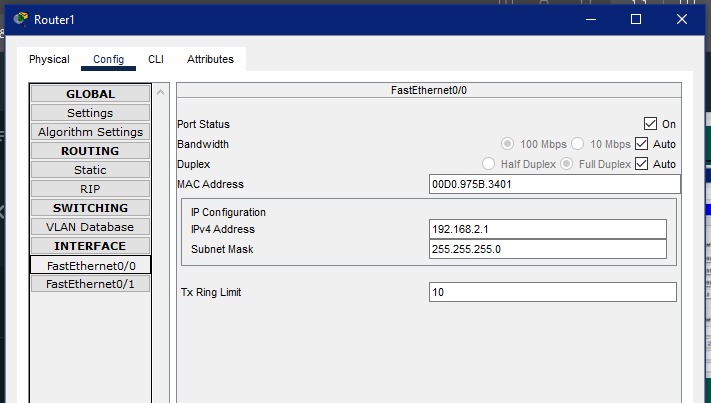 Router1
Physical Config CLI Attributes
GLOBAL
Settings
Algorithm Settings
ROUTING
Static
RIP
SWITCHING
VLAN Database
INTERFACE
FastEthernet0/0
FastEthernet0/1
FastEthernet0/0
Port Status On
Bandwidth 100 Mbps 10 Mbps Auto
Duplex Half Duplex Full Duplex Auto
MAC Address 00D0.975B.3401
IP Configuration
IPv4 Address 192.168.2.1
Subnet Mask 255.255.255.0
Tx Ring Limit 10